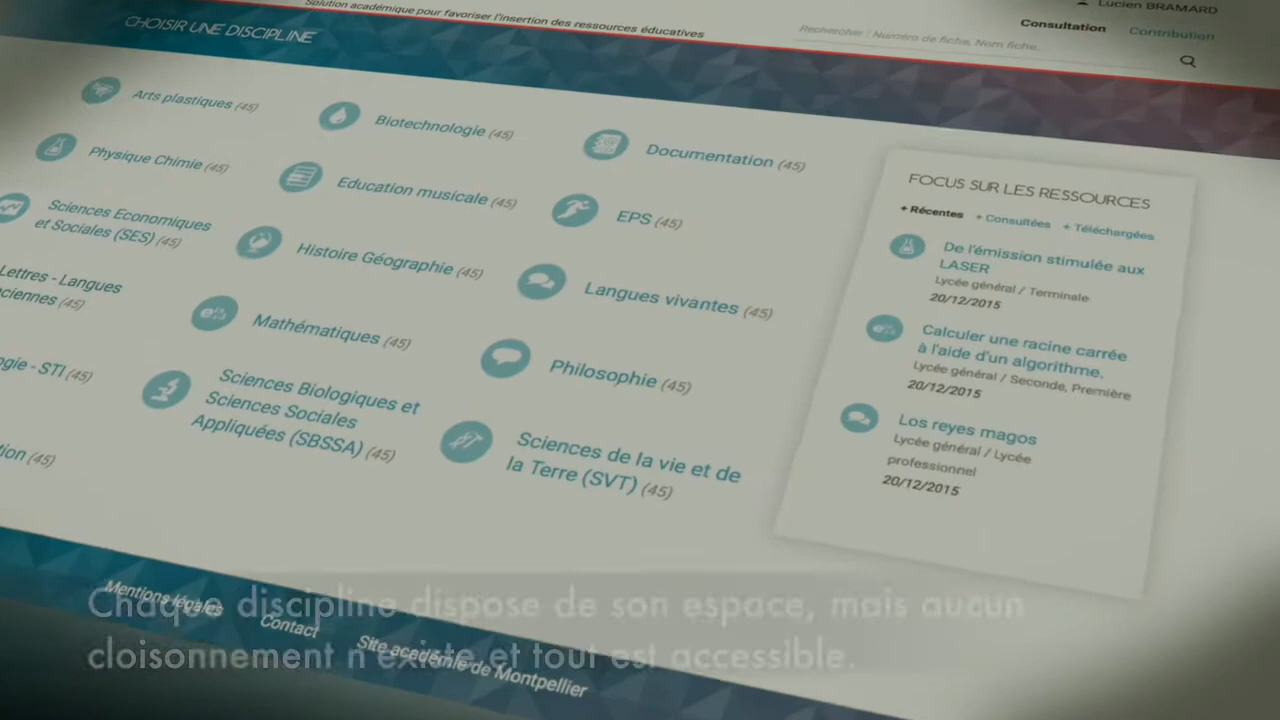 Lucien BRAMARD
Solution académique pour favoriser l'insertion des ressources éducatives
Rechercher : Numéro de fiche, Nom fiche...
Consultation
Contribution
CHOISIR UNE DISCIPLINE
Arts plastiques (45)
Biotechnologie (45)
Documentation (45)
Physique Chimie (45)
Education musicale (45)
EPS (45)
Sciences Economiques
et Sociales (SES) (45)
Histoire Géographie (45)
Langues vivantes (45)
Lettres - Langues
(45)
Mathématiques (45)
Philosophie (45)
- STI (45)
Sciences Biologiques et
Sciences Sociales
Appliquées (SBSSA) (45)
Sciences de la vie et de
la Terre (SVT) (45)
(45)
FOCUS SUR LES RESSOURCES
+ Récentes + Consultées + Téléchargées
De l'émission stimulée aux
LASER
Lycée général / Terminale
20/12/2015
Calculer une racine carrée
à l'aide d'un algorithme.
Lycée général / Seconde, Première
20/12/2015
Los reyes magos
Lycée général / Lycée
professionnel
20/12/2015
Mentions légales
Contact
Site académie de Montpellier
Chaque discipline dispose de son espace, mais aucun
cloisonnement n'existe et tout est accessible.